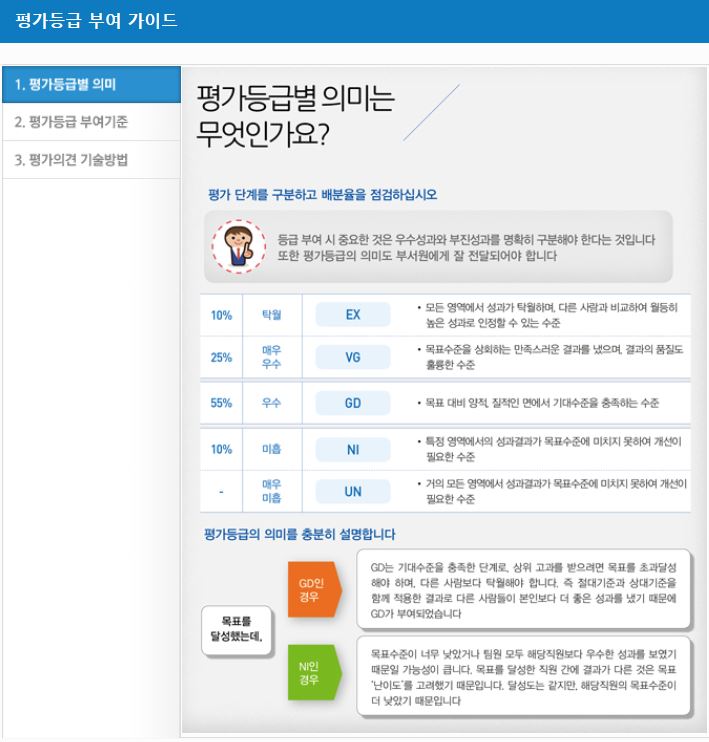 평가등급 부여 가이드
1. 평가등급별 의미
2. 평가등급 부여기준
3. 평가의견 기술방법
평가등급별 의미는
무엇인가요?
평가 단계를 구분하고 배분율을 점검하십시오
등급 부여 시 중요한 것은 우수성과와 부진성과를 명확히 구분해야 한다는 것입니다
또한 평가등급의 의미도 부서원에게 잘 전달되어야 합니다
10% 탁월 EX • 모든 영역에서 성과가 탁월하며, 다른 사람과 비교하여 월등히
높은 성과로 인정할 수 있는 수준
25% 매우 우수 VG • 목표수준을 상회하는 만족스러운 결과를 냈으며, 결과의 품질도
훌륭한 수준
55% 우수 GD • 목표 대비 양적, 질적인 면에서 기대수준을 충족하는 수준
10% 미흡 NI • 특정 영역에서의 성과결과가 목표수준에 미치지 못하여 개선이
필요한 수준
- 매우 미흡 UN • 거의 모든 영역에서 성과결과가 목표수준에 미치지 못하여 개선이
필요한 수준
평가등급의 의미를 충분히 설명합니다
목표를
달성했는데,
GD인
경우
GD는 기대수준을 충족한 단계로, 상위 고과를 받으려면 목표를 초과달성
해야 하며, 다른 사람보다 탁월해야 합니다. 즉 절대기준과 상대기준을
함께 적용한 결과로 다른 사람들이 본인보다 더 좋은 성과를 냈기 때문에
GD가 부여되었습니다
NI인
경우
목표수준이 너무 낮았거나 팀원 모두 해당직원보다 우수한 성과를 보였기
때문일 가능성이 큽니다. 목표를 달성한 직원 간에 결과가 다른 것은 목표
'난이도'를 고려했기 때문입니다. 달성도는 같지만, 해당직원의 목표수준이
더 낮았기 때문입니다